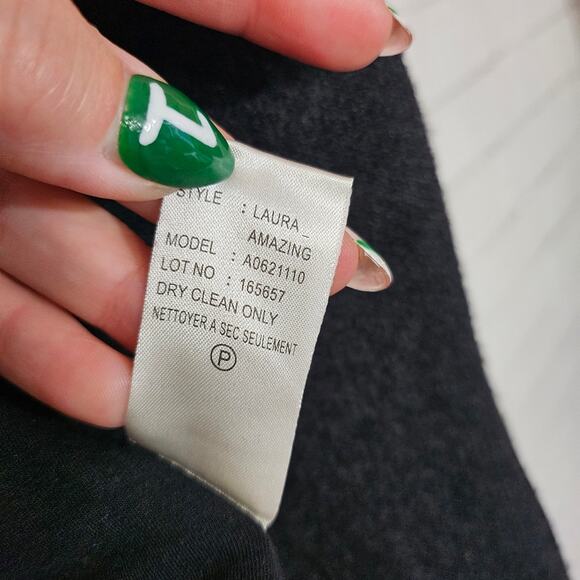 STYLE : LAURA_
AMAZING
MODEL : A0621110
LOT NO : 165657
DRY CLEAN ONLY
NETTOYER A SEC SEULEMENT
P